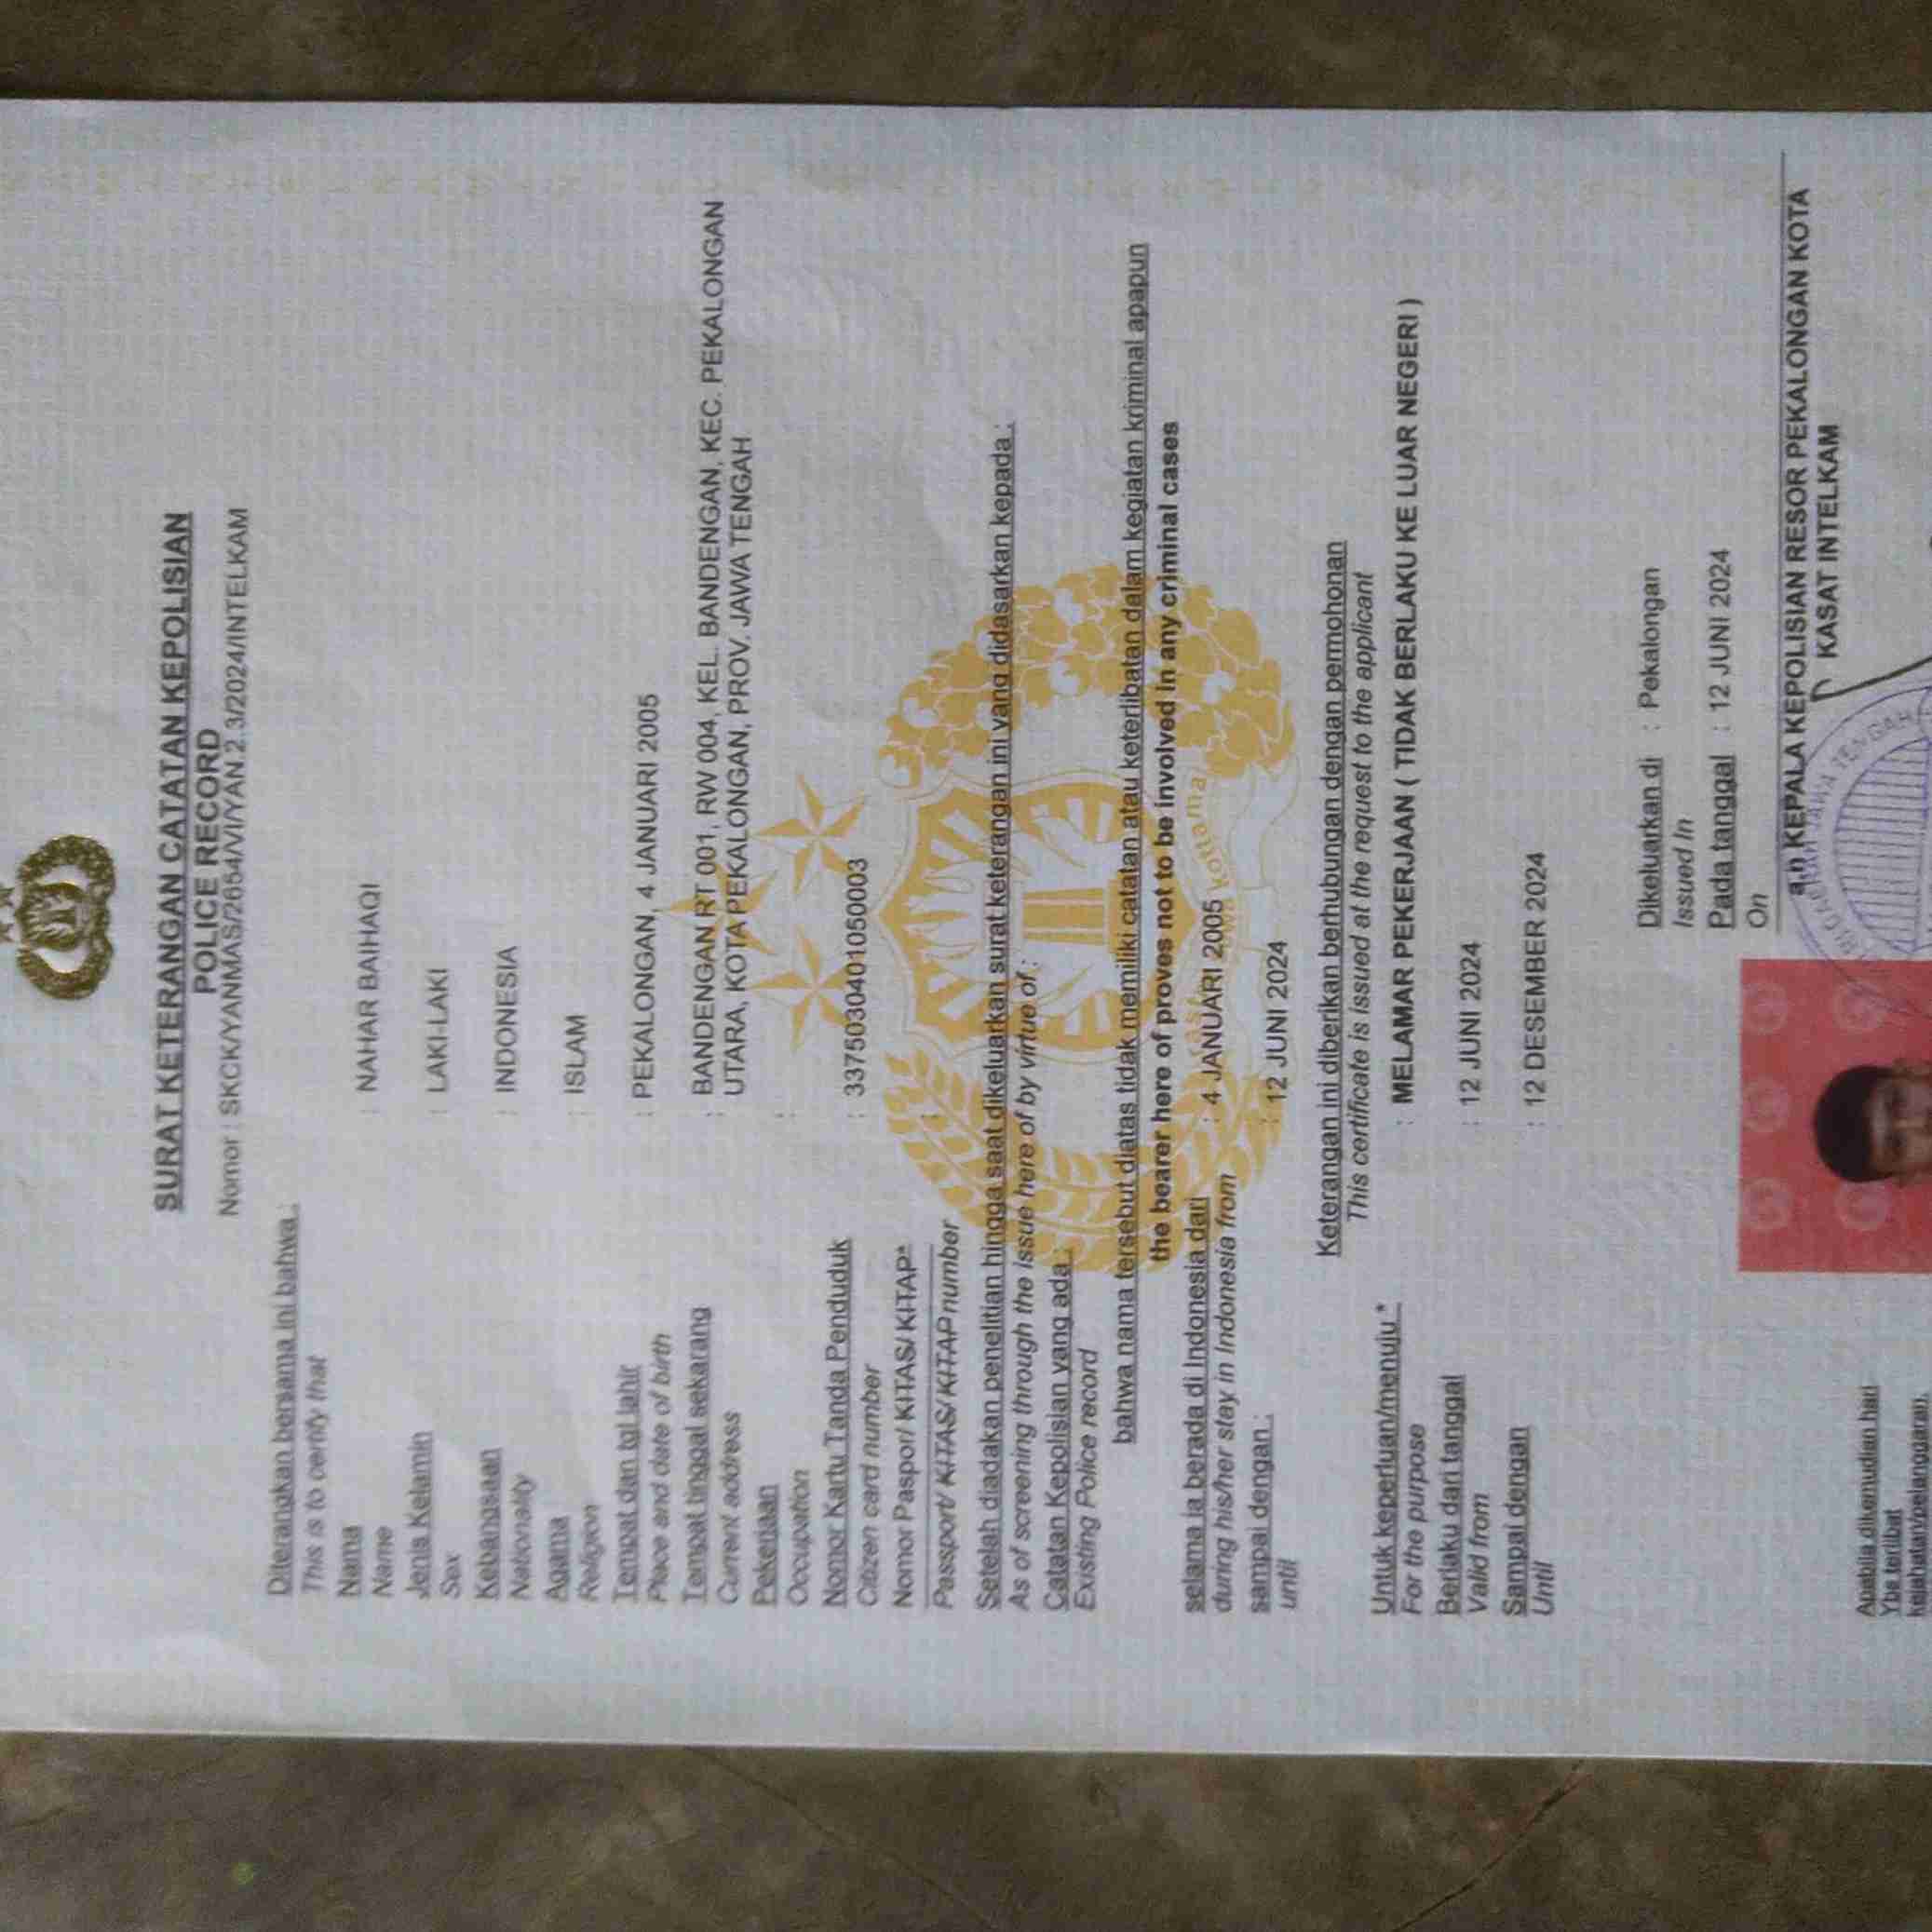 SURAT KETERANGAN CATATAN KEPOLISIAN
POLICE RECORD
Nomor : SKCK/YANMAS/2654/VI/YAN.2.3/2024/INTELKAM
Diterangkan bersama ini bahwa :
This is to certify that
Nama : NAHAR BAIHAQI
Name
Jenis Kelamin : LAKI-LAKI
Sex
Kebangsaan : INDONESIA
Nationality
Agama : ISLAM
Religion
Tempat dan tgl lahir : PEKALONGAN, 4 JANUARI 2005
Place and date of birth
Tempat tinggal sekarang : BANDENGAN RT 001, RW 004, KEL. BANDENGAN, KEC. PEKALONGAN
Current address UTARA, KOTA PEKALONGAN, PROV. JAWA TENGAH
Pekerjaan :
Occupation
Nomor Kartu Tanda Penduduk : 3375030401050003
Citizen card number
Nomor Paspor/ KITAS/ KITAP* :
Passport/ KITAS/ KITAP number
Setelah diadakan penelitian hingga saat dikeluarkan surat keterangan ini yang didasarkan kepada :
As of screening through the issue here of by virtue of :
Catatan Kepolisian yang ada :
Existing Police record
bahwa nama tersebut diatas tidak memiliki catatan atau keterlibatan dalam kegiatan kriminal apapun
the bearer here of proves not to be involved in any criminal cases
selama ia berada di Indonesia dari : 4 JANUARI 2005
during his/her stay in Indonesia from
sampai dengan : : 12 JUNI 2024
until
Keterangan ini diberikan berhubungan dengan permohonan
This certificate is issued at the request to the applicant
Untuk keperluan/menuju * : MELAMAR PEKERJAAN ( TIDAK BERLAKU KE LUAR NEGERI )
For the purpose
Berlaku dari tanggal : 12 JUNI 2024
Valid from
Sampai dengan : 12 DESEMBER 2024
Until
Dikeluarkan di : Pekalongan
Issued In
Pada tanggal : 12 JUNI 2024
On
a.n KEPALA KEPOLISIAN RESOR PEKALONGAN KOTA
KASAT INTELKAM
JAWA TENGAH
Apabila dikemudian hari
Ybs terlibat
kejahatan/pelanggaran